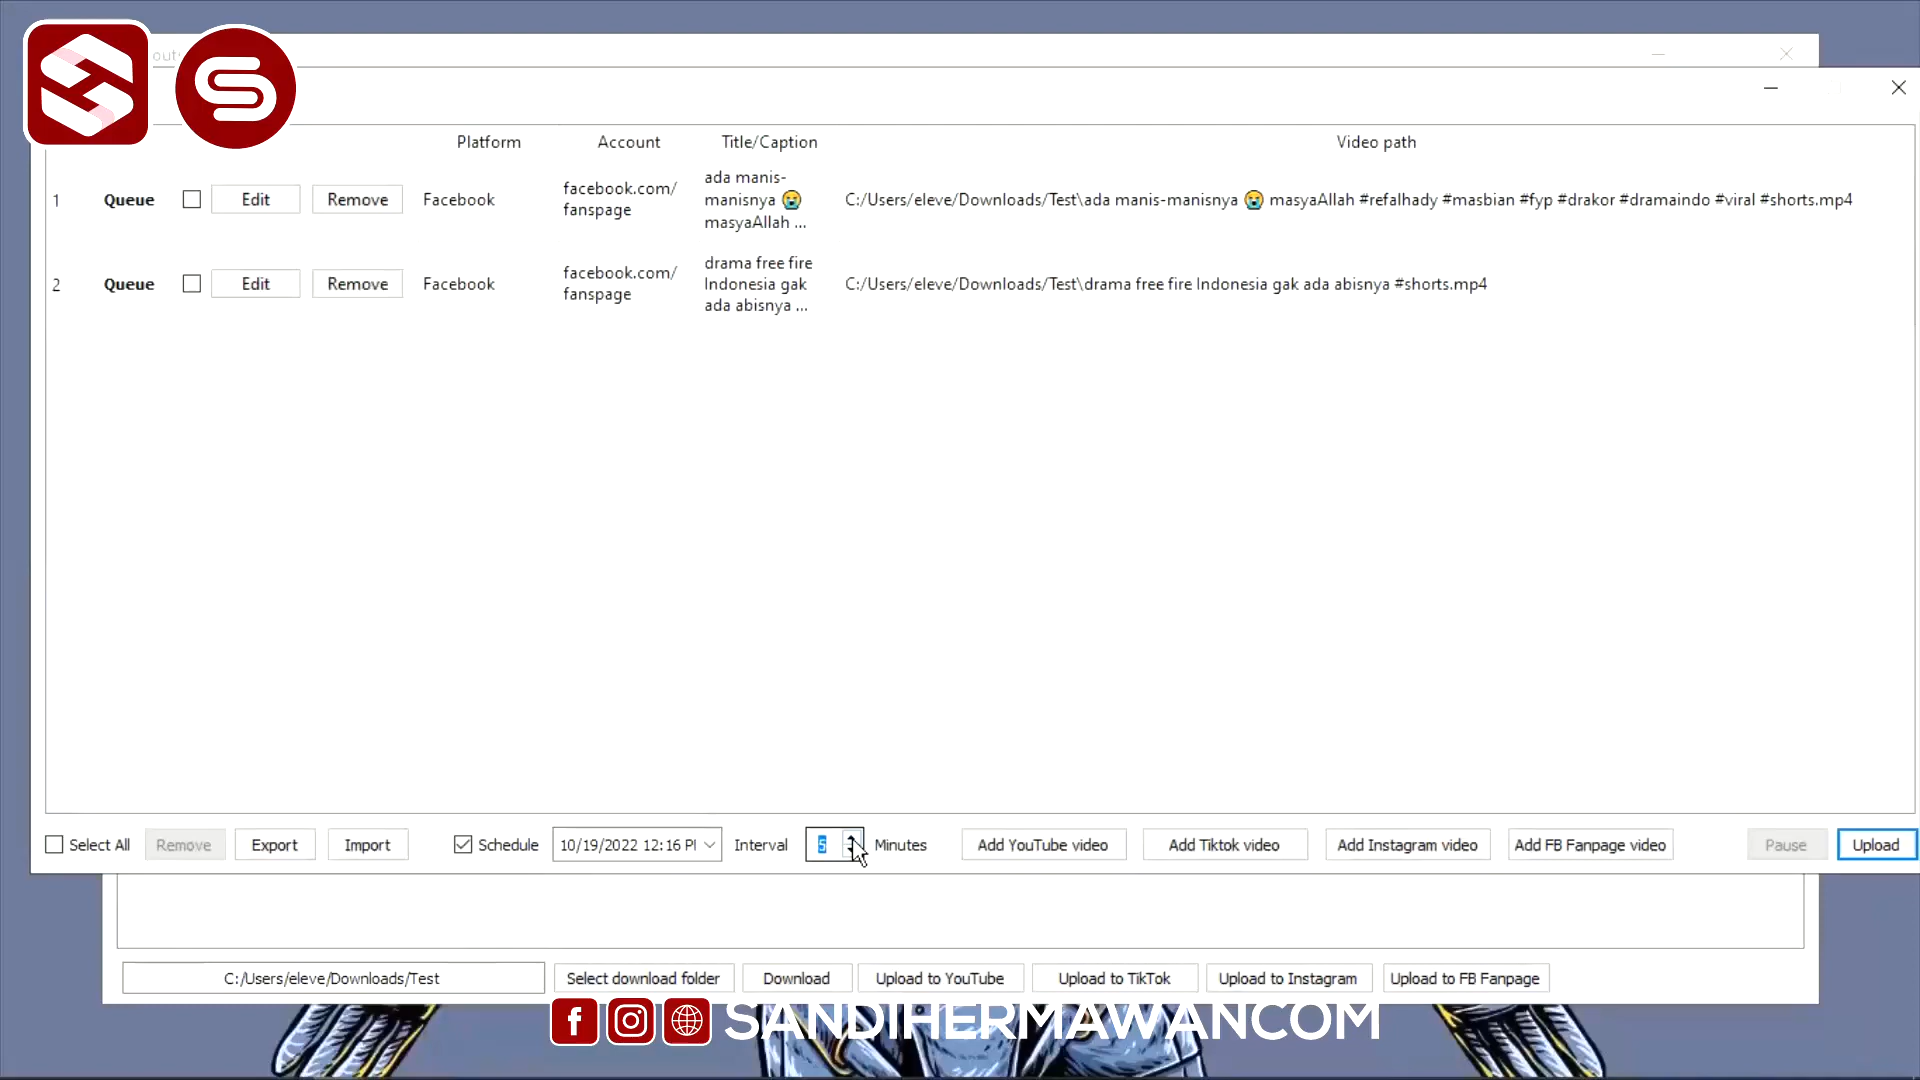 Platform Account Title/Caption Video path
1 Queue Edit Remove Facebook facebook.com/ fanspage
ada manis-
manisnya 😭
masyaAllah ...
C:/Users/eleve/Downloads/Test\ada manis-manisnya 😭 masyaAllah #refalhady #masbian #fyp #drakor #dramaindo #viral #shorts.mp4
2 Queue Edit Remove Facebook facebook.com/ fanspage
drama free fire
Indonesia gak
ada abisnya ...
C:/Users/eleve/Downloads/Test\drama free fire Indonesia gak ada abisnya #shorts.mp4
Select All Remove Export Import Schedule 10/19/2022 12:16 PM Interval 5 Minutes Add YouTube video Add Tiktok video Add Instagram video Add FB Fanpage video Pause Upload
C:/Users/eleve/Downloads/Test Select download folder Download Upload to YouTube Upload to TikTok Upload to Instagram Upload to FB Fanpage
SANDIHERMAWANCOM